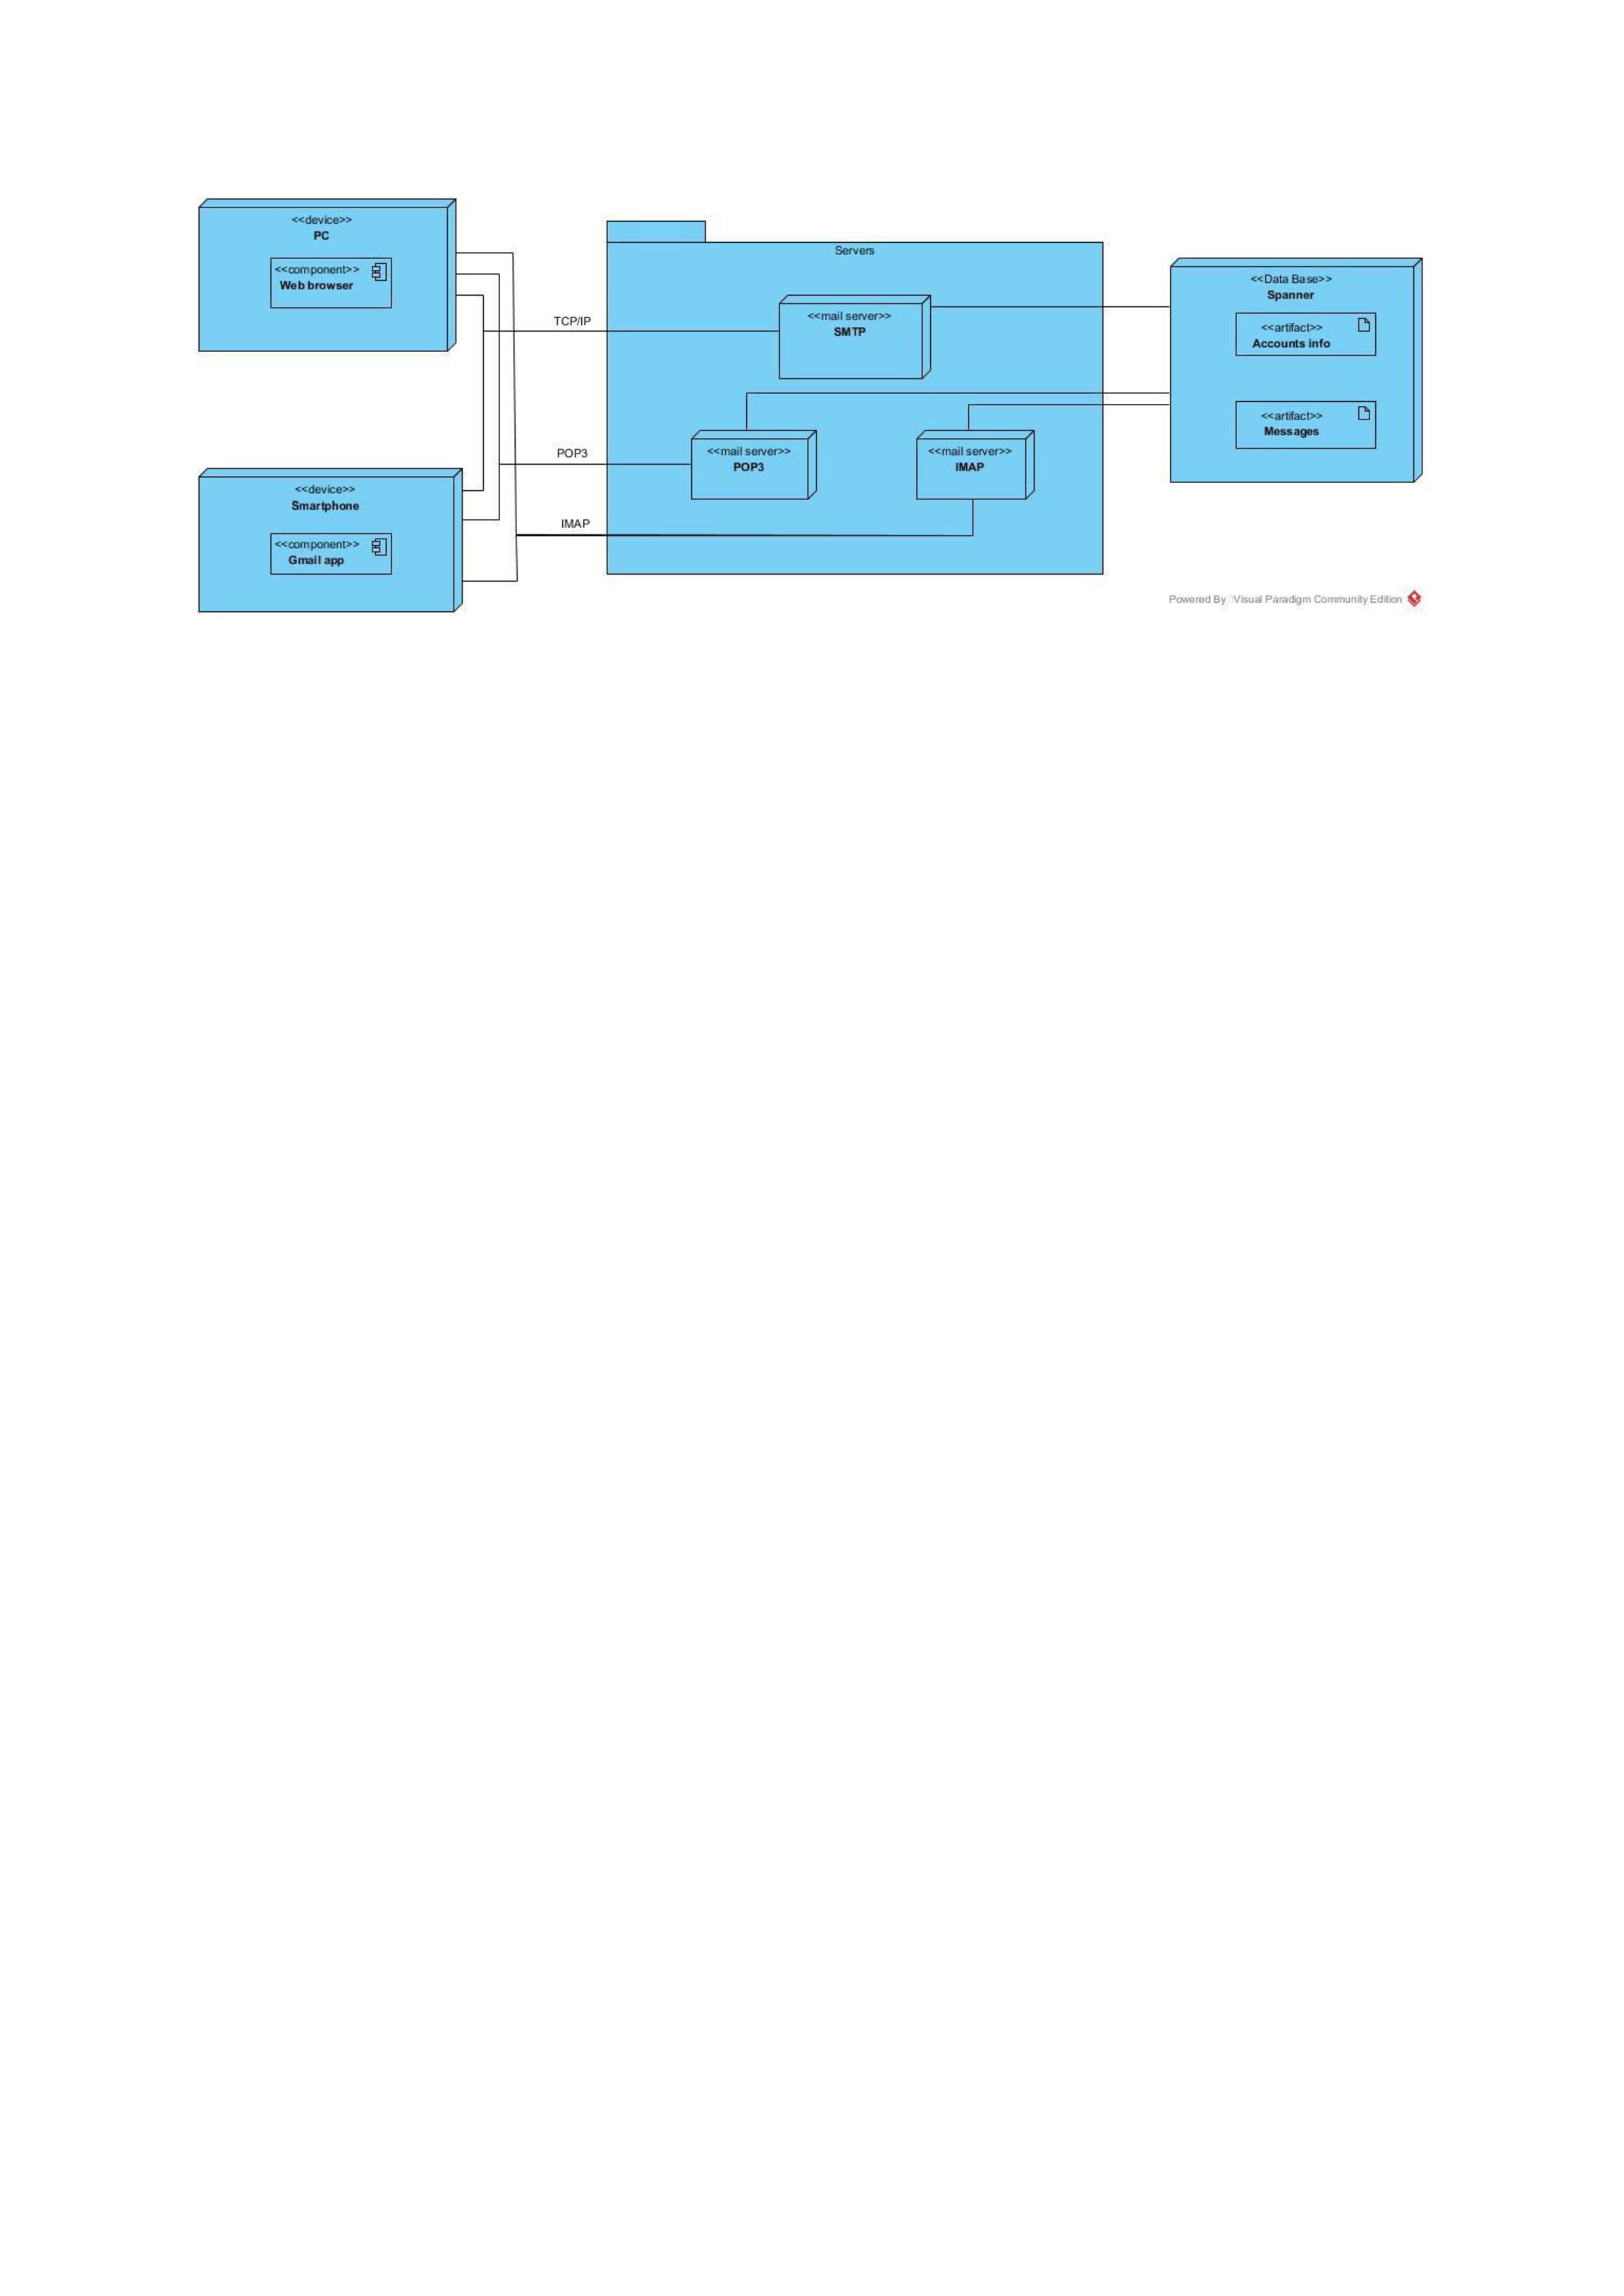 <<device>>
PC
<<component>>
Web browser
Servers
<<Data Base>>
Spanner
<<mail server>>
SMTP
TCP/IP
<<artifact>>
Accounts info
<<artifact>>
Messages
POP3
<<mail server>>
POP3
<<mail server>>
IMAP
<<device>>
Smartphone
IMAP
<<component>>
Gmail app
Powered By Visual Paradigm Community Edition